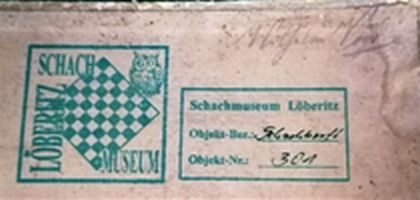 SCHACH
LÖBERITZ
MUSEUM
Schachmuseum Löberitz
Objekt-Bez.:
Objekt-Nr.: 301